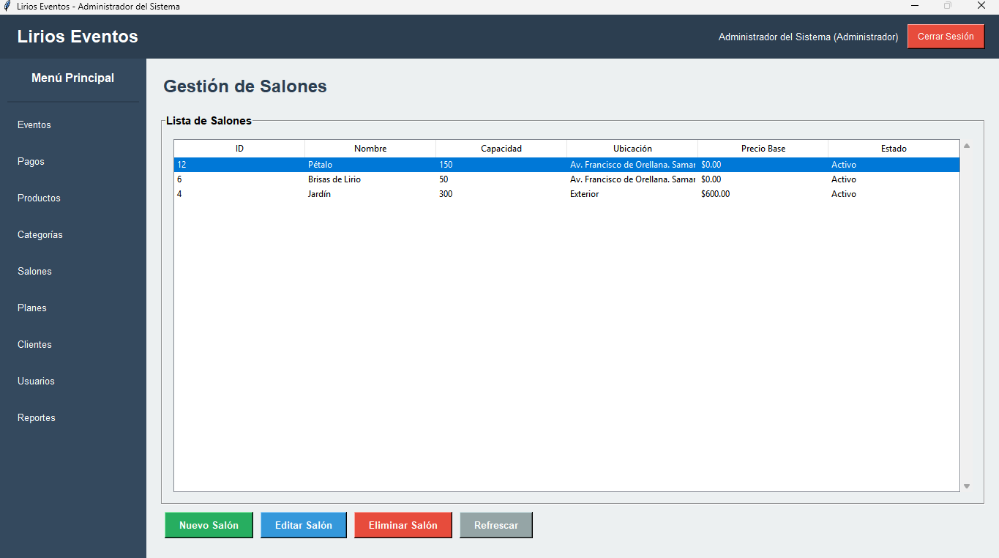 Lirios Eventos - Administrador del Sistema
Lirios Eventos
Administrador del Sistema (Administrador)
Cerrar Sesión
Menú Principal
Eventos
Pagos
Productos
Categorías
Salones
Planes
Clientes
Usuarios
Reportes
Gestión de Salones
Lista de Salones
ID Nombre Capacidad Ubicación Precio Base Estado
12 Pétalo 150 Av. Francisco de Orellana. Samar $0.00 Activo
6 Brisas de Lirio 50 Av. Francisco de Orellana. Samar $0.00 Activo
4 Jardín 300 Exterior $600.00 Activo
Nuevo Salón Editar Salón Eliminar Salón Refrescar